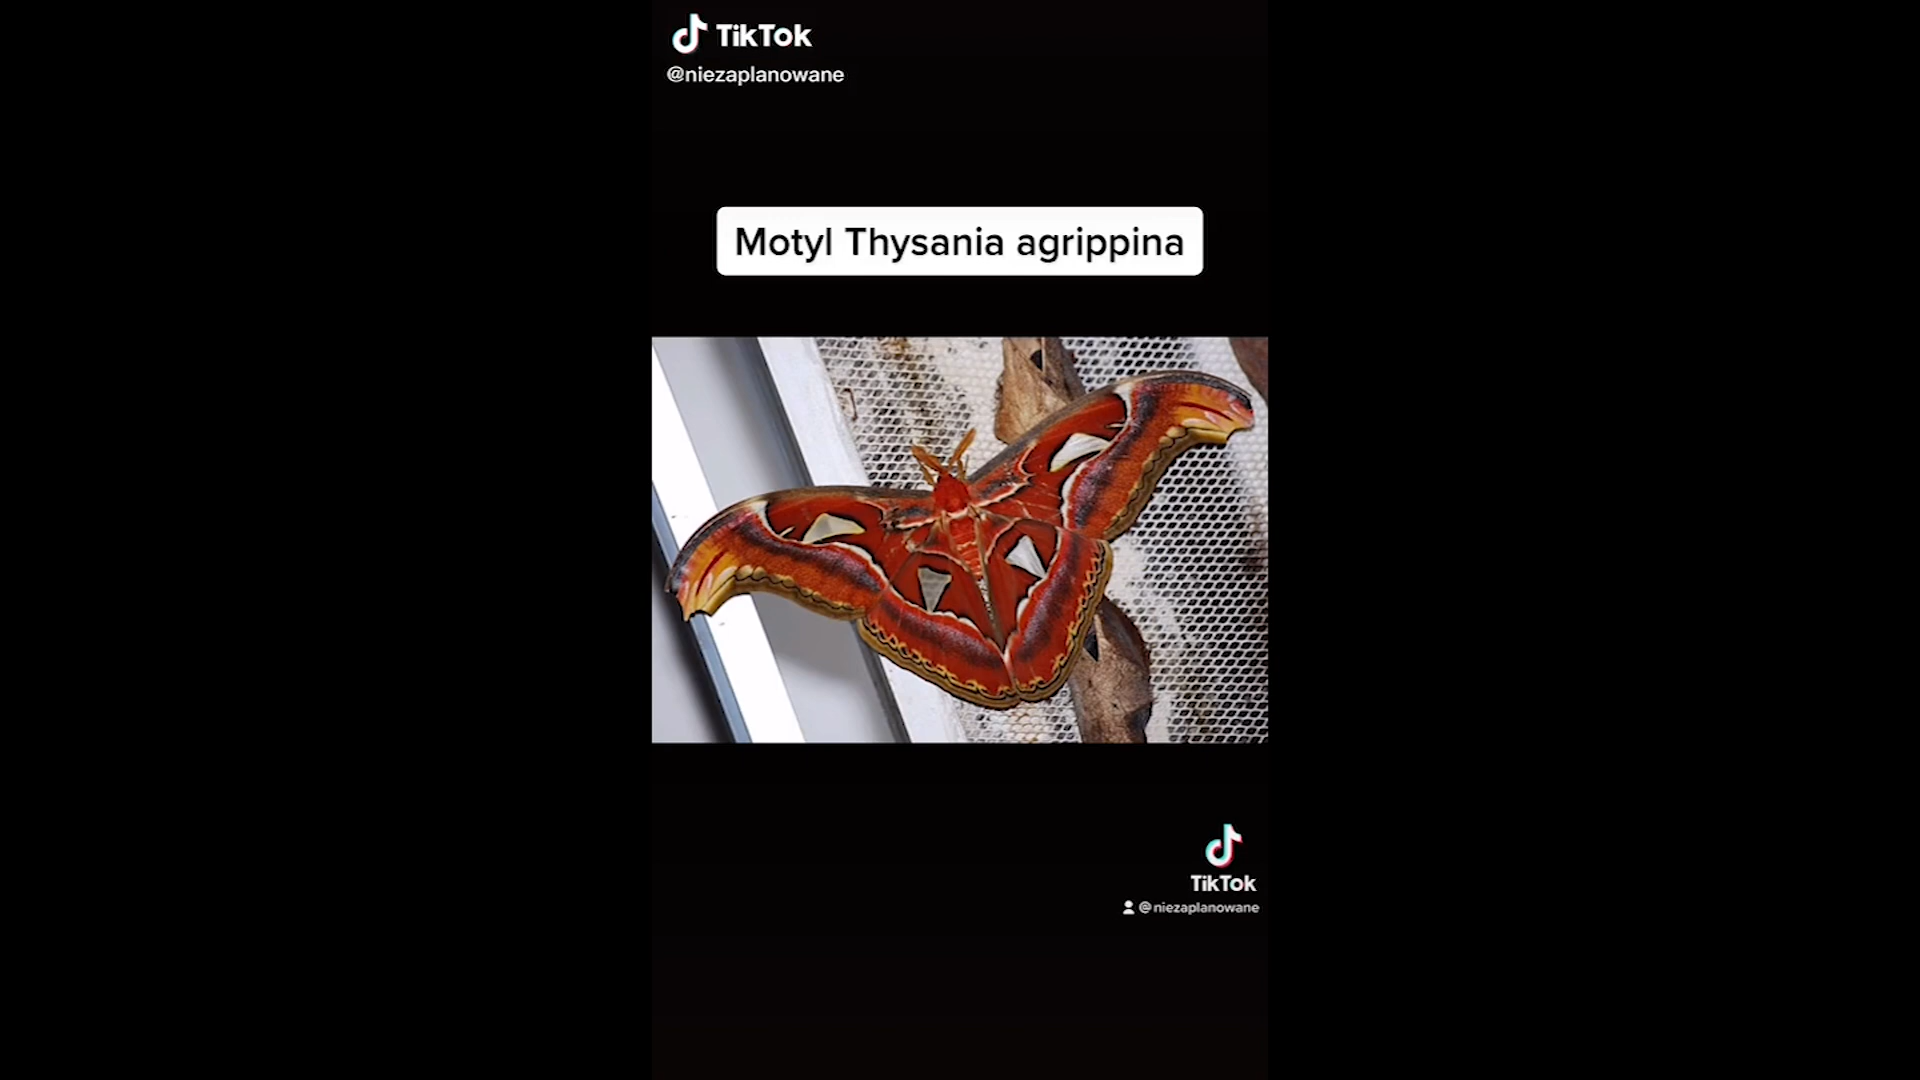 TikTok
@niezaplanowane
Motyl Thysania agrippina
TikTok
@niezaplanowane